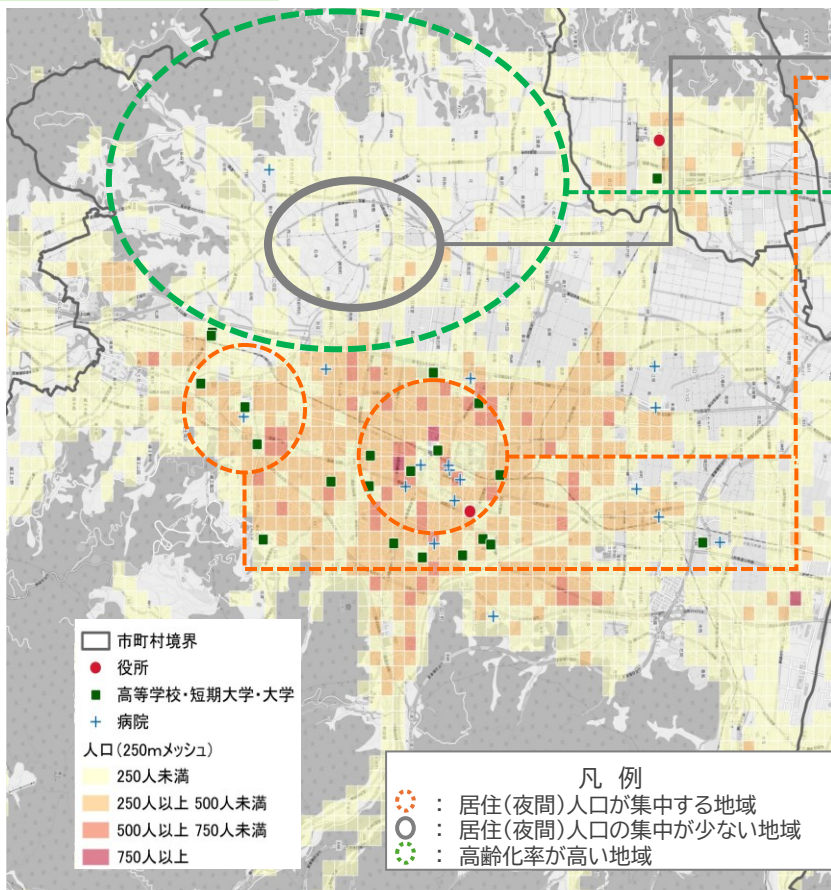 市町村境界
役所
高等学校・短期大学・大学
病院
人口(250mメッシュ)
250人未満
250人以上 500人未満
500人以上 750人未満
750人以上
凡 例
： 居住(夜間)人口が集中する地域
： 居住(夜間)人口の集中が少ない地域
： 高齢化率が高い地域